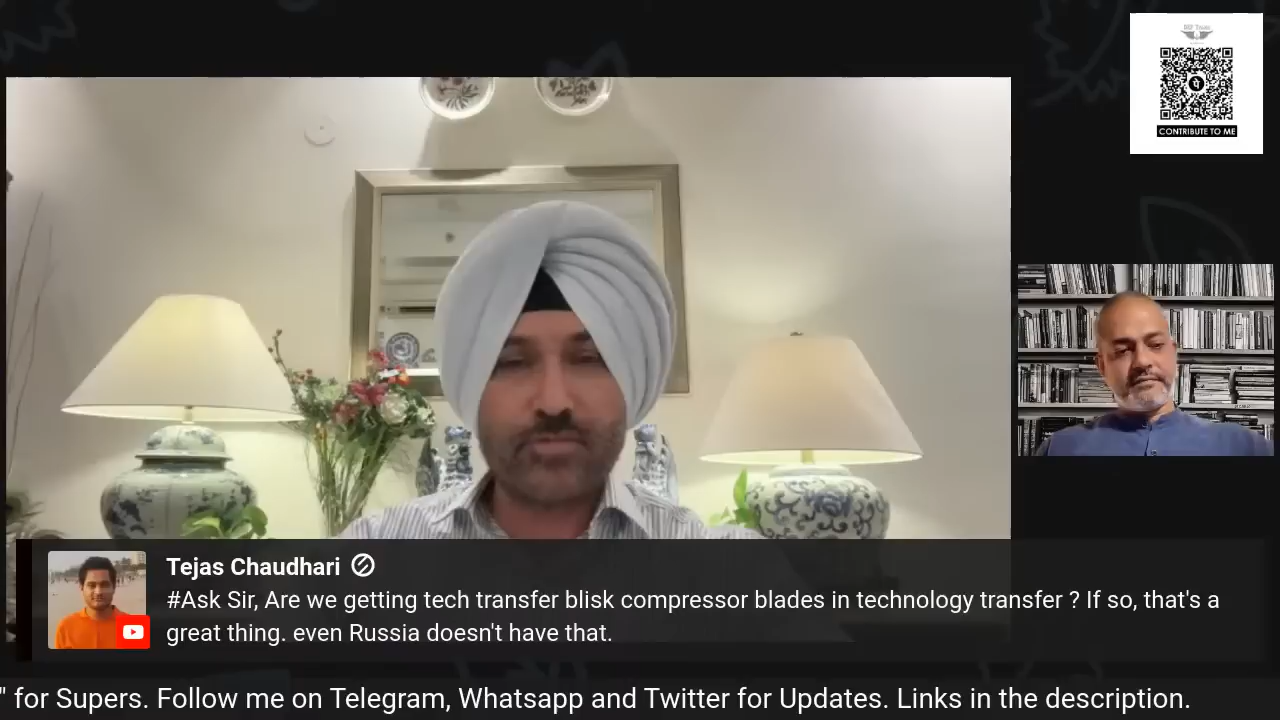 CONTRIBUTE TO ME
Tejas Chaudhari
#Ask Sir, Are we getting tech transfer blisk compressor blades in technology transfer ? If so, that's a
great thing. even Russia doesn't have that.
" for Supers. Follow me on Telegram, Whatsapp and Twitter for Updates. Links in the description.